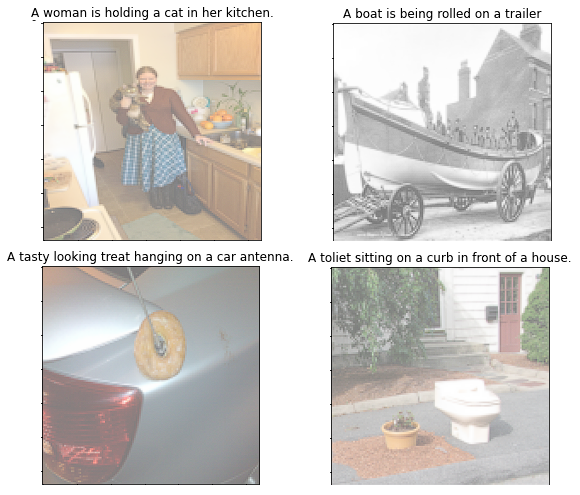 A woman is holding a cat in her kitchen.
A boat is being rolled on a trailer
A tasty looking treat hanging on a car antenna.
A toliet sitting on a curb in front of a house.